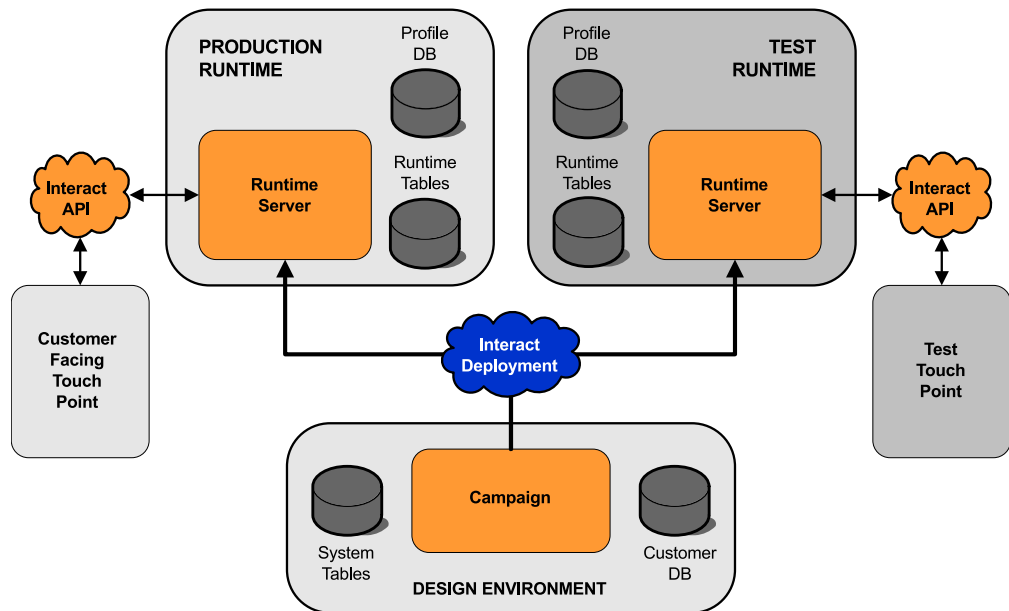 PRODUCTION
RUNTIME
Profile
DB
Runtime
Tables
Runtime
Server
Interact
API
Customer
Facing
Touch
Point
Profile
DB
TEST
RUNTIME
Runtime
Tables
Runtime
Server
Interact
API
Test
Touch
Point
Interact
Deployment
Campaign
System
Tables
Customer
DB
DESIGN ENVIRONMENT